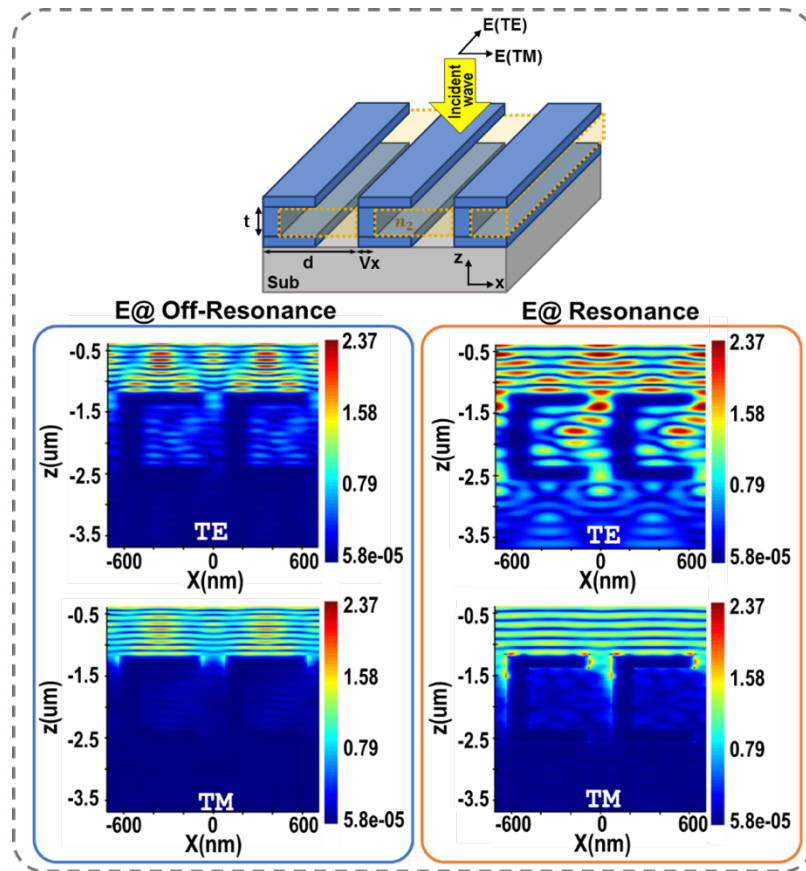 E(TE)
E(TM)
Incident
wave
t
n₂
d
Vx
z
x
Sub
E@ Off-Resonance
E@ Resonance
-0.5
-1.5
-2.5
-3.5
z(um)
TE
-600 0 600
X(nm)
2.37
1.58
0.79
5.8e-05
-0.5
-1.5
-2.5
-3.5
z(um)
TE
-600 0 600
X(nm)
2.37
1.58
0.79
5.8e-05
-0.5
-1.5
-2.5
-3.5
z(um)
TM
-600 0 600
X(nm)
2.37
1.58
0.79
5.8e-05
-0.5
-1.5
-2.5
-3.5
z(um)
TM
-600 0 600
X(nm)
2.37
1.58
0.79
5.8e-05